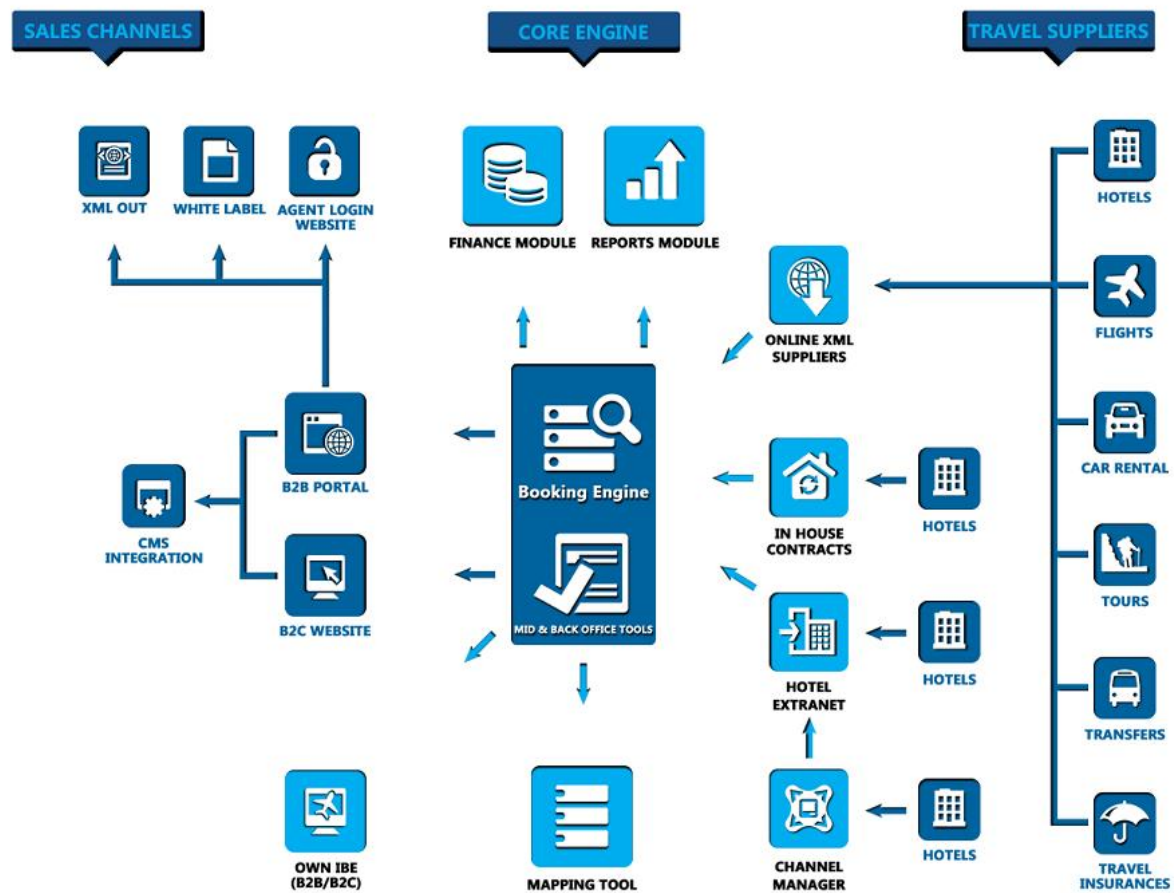 SALES CHANNELS
CORE ENGINE
TRAVEL SUPPLIERS
XML OUT
WHITE LABEL
AGENT LOGIN
WEBSITE
FINANCE MODULE
REPORTS MODULE
HOTELS
ONLINE XML
SUPPLIERS
FLIGHTS
B2B PORTAL
Booking Engine
CAR RENTAL
IN HOUSE
CONTRACTS
HOTELS
CMS
INTEGRATION
B2C WEBSITE
MID & BACK OFFICE TOOLS
TOURS
HOTEL
EXTRANET
HOTELS
TRANSFERS
OWN IBE
(B2B/B2C)
MAPPING TOOL
CHANNEL
MANAGER
HOTELS
TRAVEL
INSURANCES